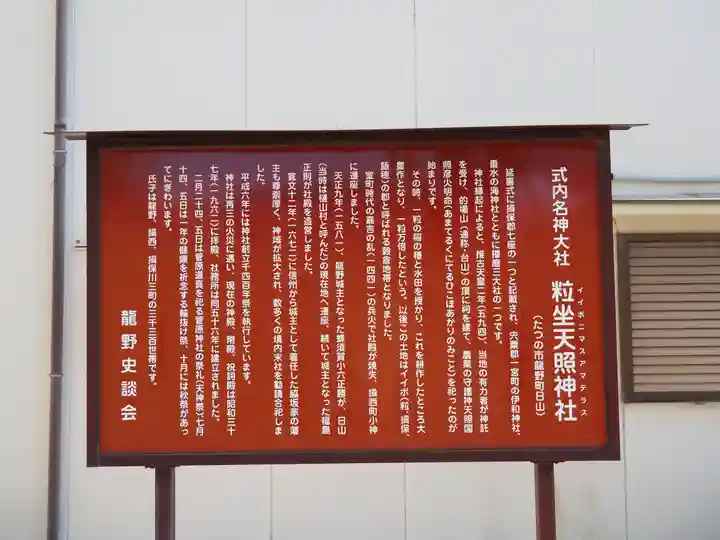 式内名神大社 粒坐天照神社
イイボニマスアマテラス
(たつの市龍野町日山)
延喜式に揖保郡七座の一つと記載され、宍粟郡一宮町の伊和神社、
垂水の海神社とともに播磨三大社の一つです。
神社縁起によると、推古天皇二年(五九四)、当地の有力者が神託
を受け、的場山(通称・台山)の頂に祠を建て、農業の守護神天照国
照彦火明命(あまてるくにてるひこほあかりのみこと)を祀ったのが
始まりです。
その時、一粒の稲の種と水田を授かり、これを耕作したところ大
豊作となり、一粒万倍したという。以後この土地はイイボ(粒、揖保、
飯穂)の郡と呼ばれる穀倉地帯となりました。
室町時代の嘉吉の乱(一四四一)の兵火で社殿が焼失、揖西町小神
に遷座しました。
天正九年(一五八一)、龍野城主となった蜂須賀小六正勝が、日山
(当時は樋山村と呼んだ)の現在地へ遷座、続いて城主となった福島
正則が社殿を造営しました。
寛文十二年(一六七二)に信州から城主として着任した脇坂家の藩
主も尊崇厚く、神域が拡大され、数多くの境内末社を勧請合祀しま
した。
平成六年には神社創立千四百年祭を執行しています。
神社は再三の火災に遇い、現在の神殿、幣殿、祝詞殿は昭和三十
七年(一九六二)に拝殿、社務所は同五十六年に建立されました。
二月二十四、五日は菅原道真を祀る菅原神社の祭礼(天神祭)七月
十四、五日は一年の健康を祈念する輪抜け祭、十月には秋祭があっ
てにぎわいます。
氏子は龍野、揖西、揖保川三町の三千三百世帯です。
龍野史談会